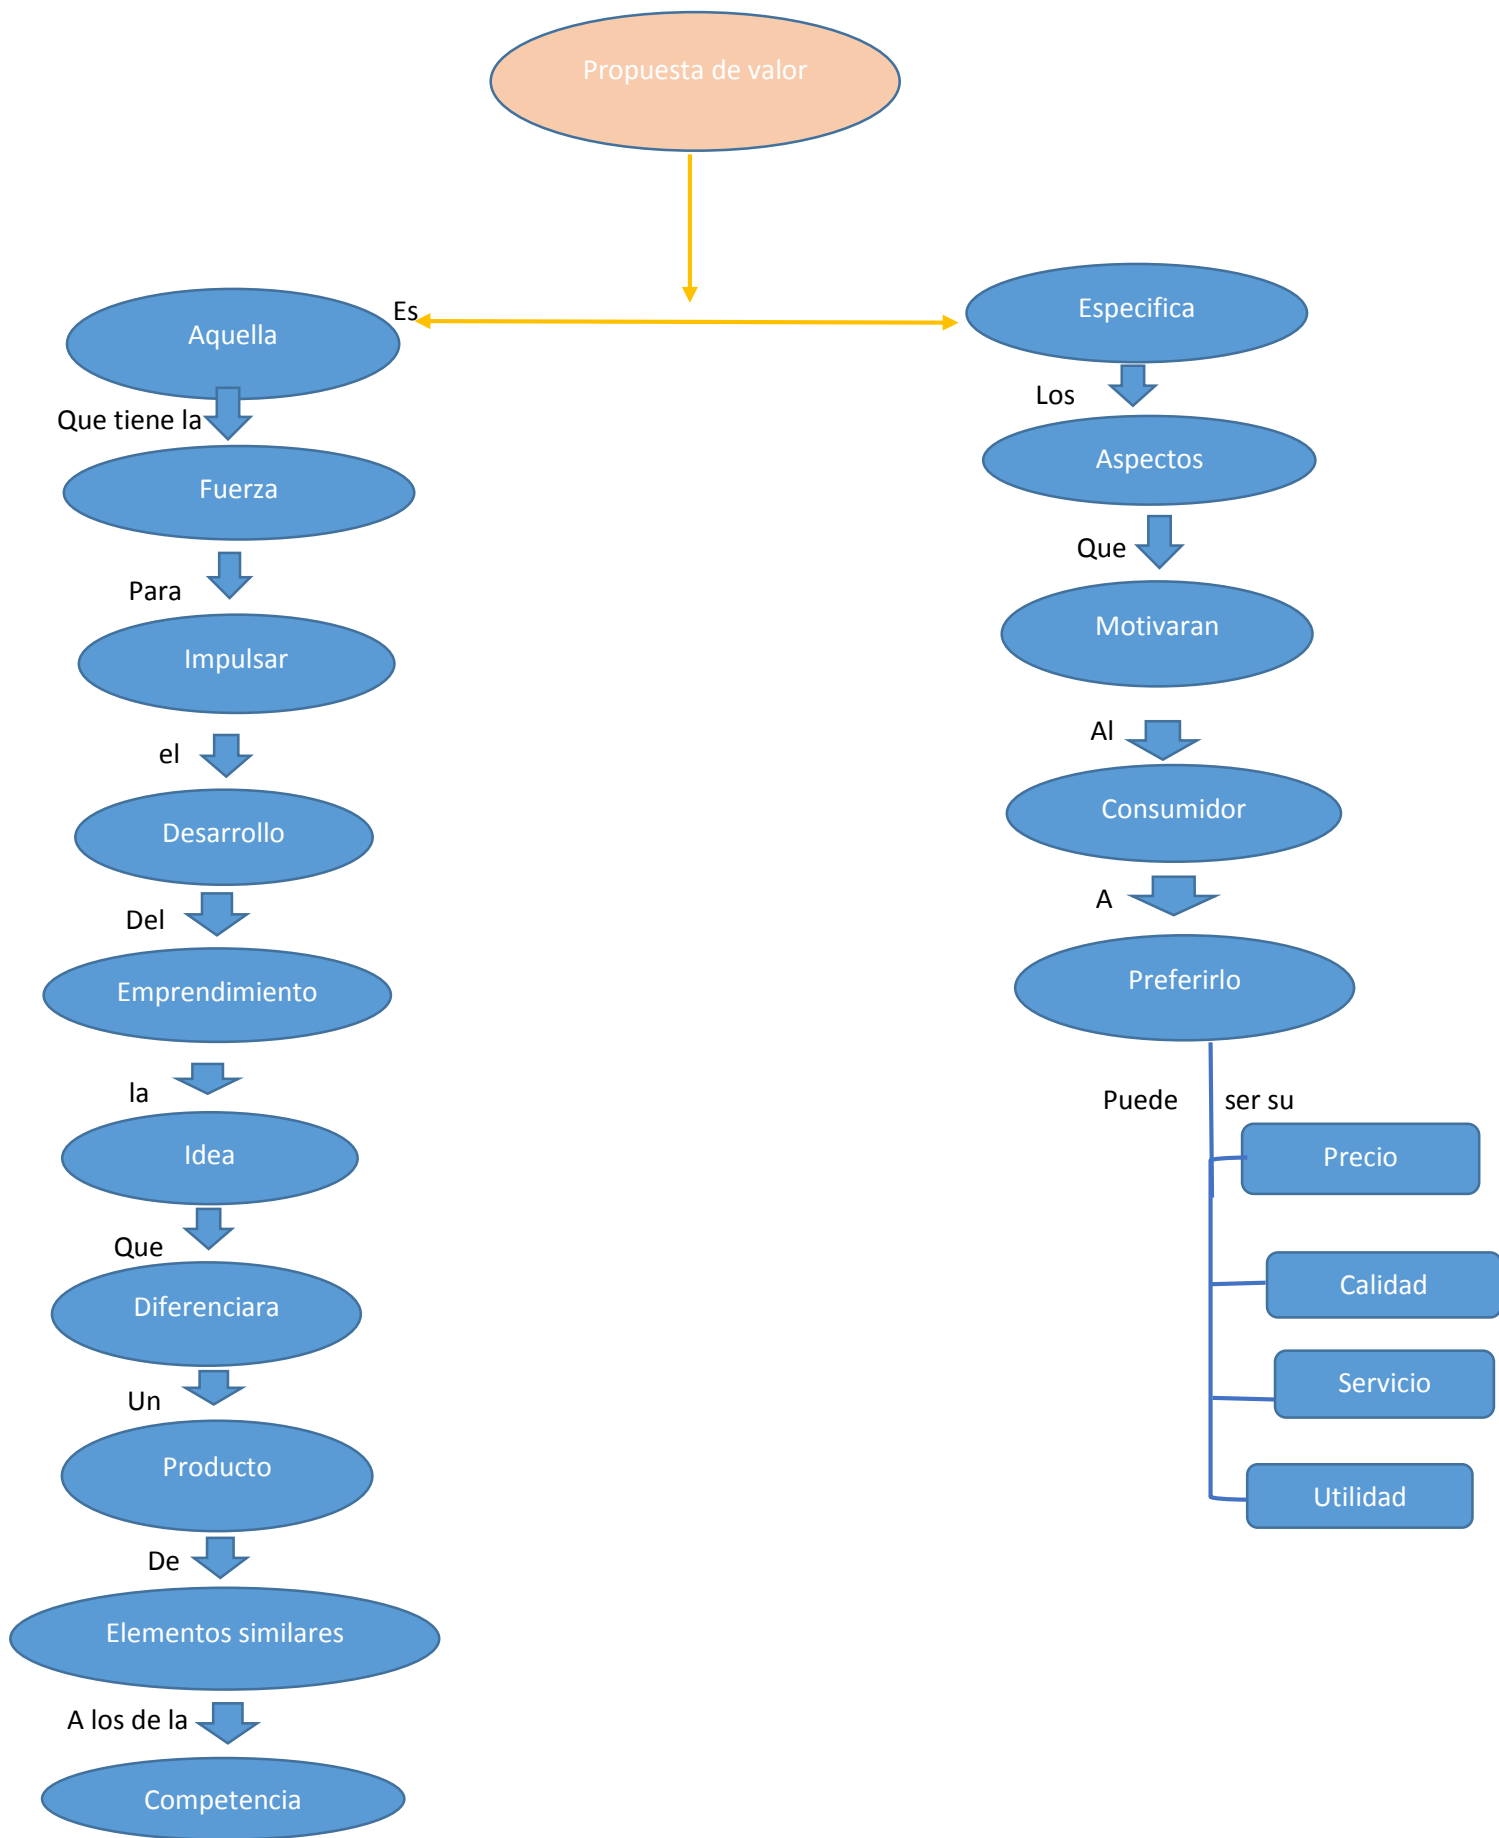 Propuesta de valor
Es
Aquella
Que tiene la
Fuerza
Para
Impulsar
el
Desarrollo
Del
Emprendimiento
la
Idea
Que
Diferenciara
Un
Producto
De
Elementos similares
A los de la
Competencia
Especifica
Los
Aspectos
Que
Motivaran
Al
Consumidor
A
Preferirlo
Puede ser su
Precio
Calidad
Servicio
Utilidad